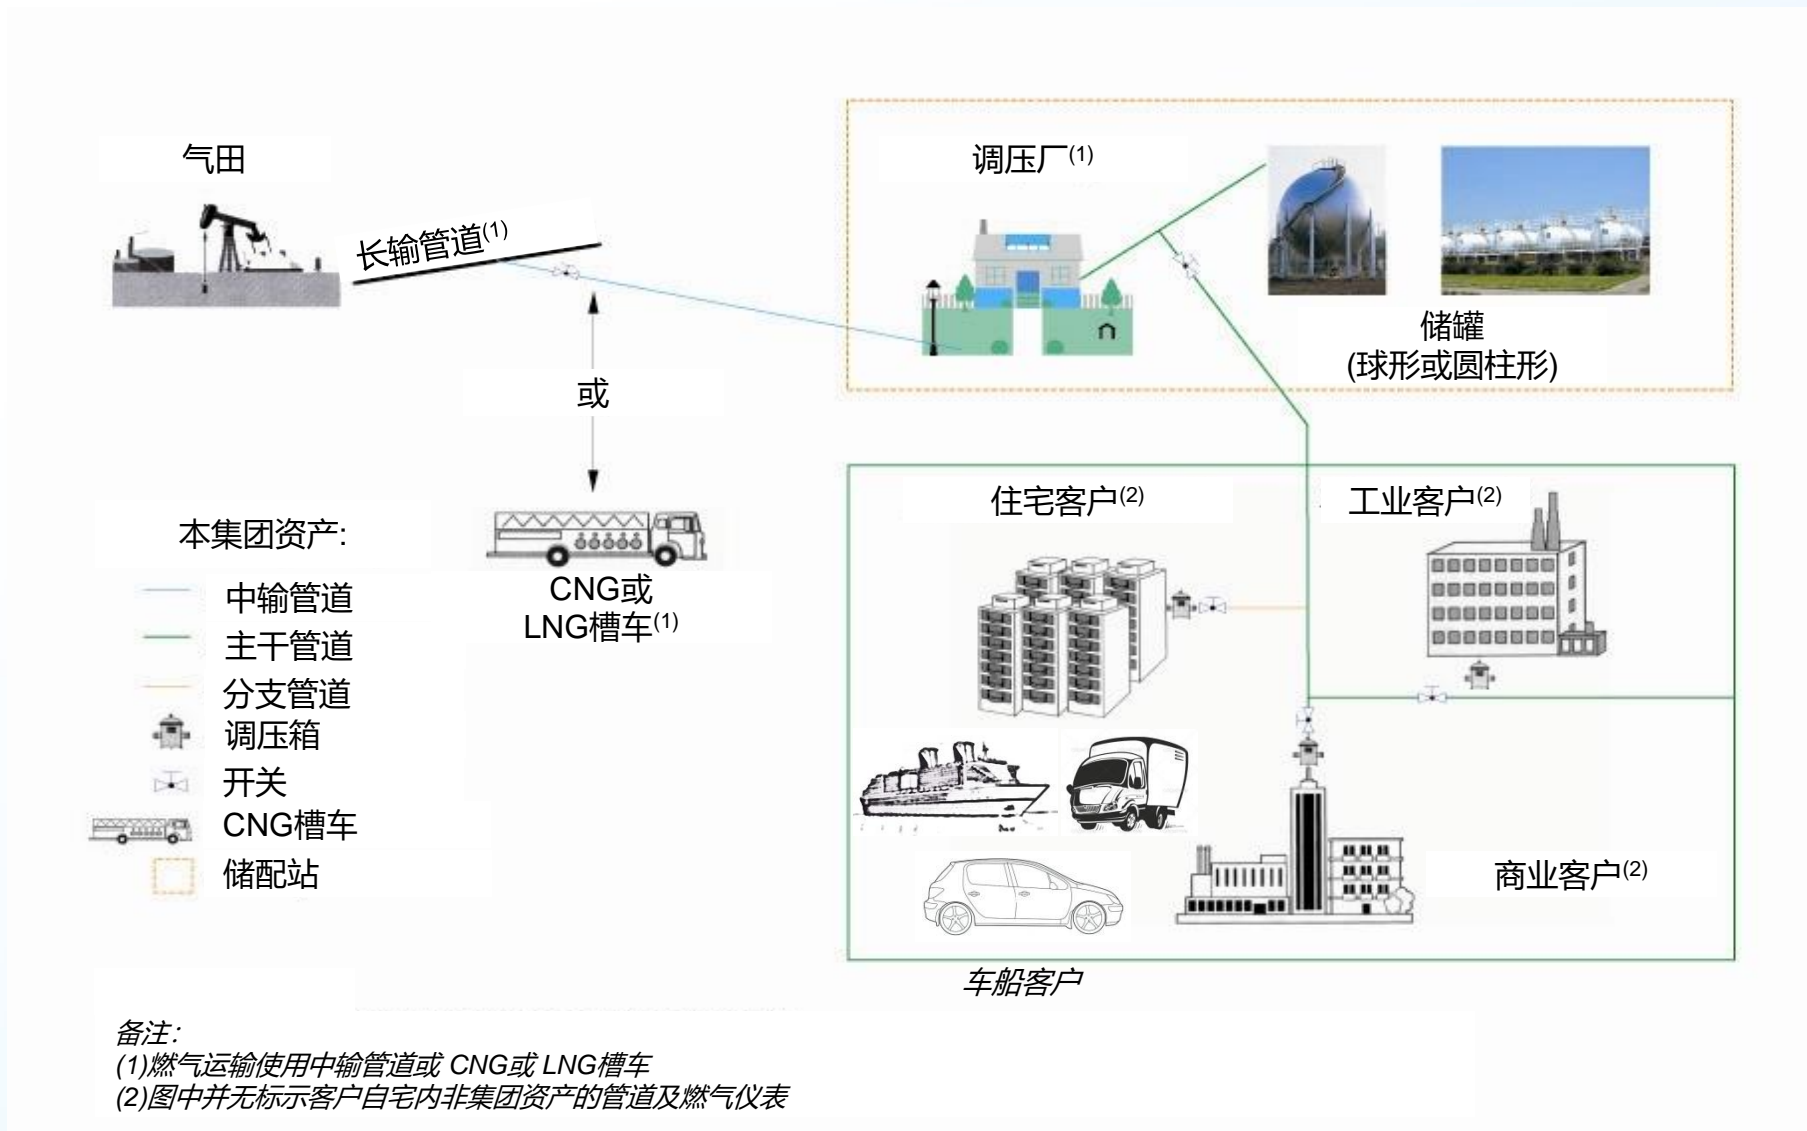 气田
长输管道(1)
或
CNG或
LNG槽车(1)
调压厂(1)
储罐
(球形或圆柱形)
住宅客户(2)
工业客户(2)
商业客户(2)
车船客户
本集团资产:
中输管道
主干管道
分支管道
调压箱
开关
CNG槽车
储配站
备注：
(1)燃气运输使用中输管道或 CNG或 LNG槽车
(2)图中并无标示客户自宅内非集团资产的管道及燃气仪表